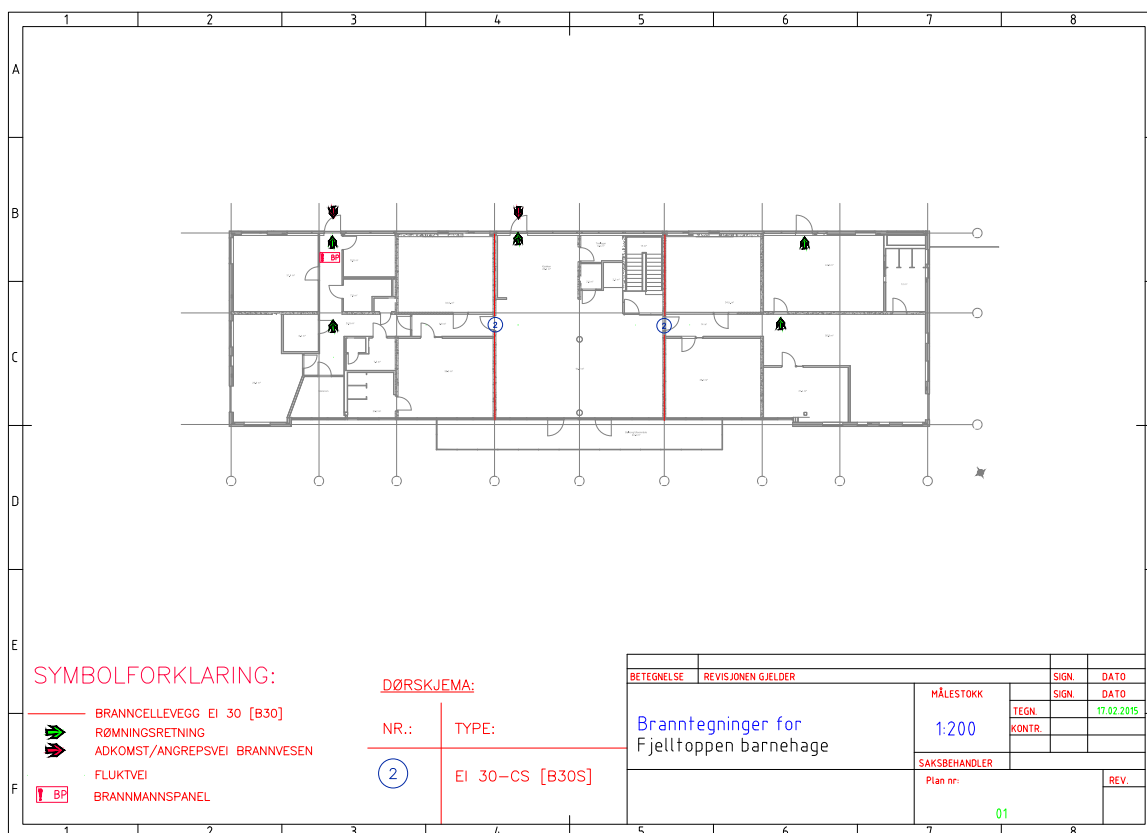 1 2 3 4 5 6 7 8
A
B
C
D
E
F
BP
2
2
SYMBOLFORKLARING:
BRANNCELLEVEGG EI 30 [B30]
RØMNINGSRETNING
ADKOMST/ANGREPSVEI BRANNVESEN
FLUKTVEI
BP BRANNMANNSPANEL
DØRSKJEMA:
NR.: TYPE:
2 EI 30-CS [B30S]
BETEGNELSE REVISJONEN GJELDER SIGN. DATO
Branntegninger for
Fjelltoppen barnehage
MÅLESTOKK
1:200
SIGN. DATO
TEGN. 17.02.2015
KONTR.
SAKSBEHANDLER
Plan nr:
01
REV.
1 2 3 4 5 6 7 8